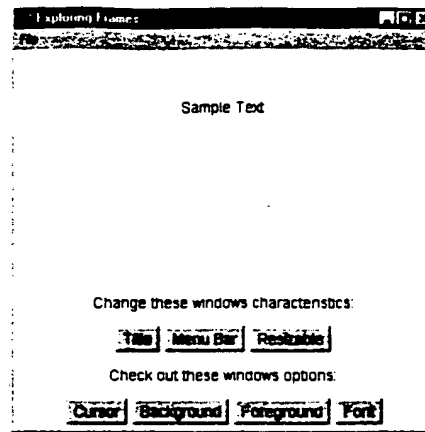 Exploring Frames
File
Sample Text
Change these windows characteristics:
Title Menu Bar Resizable
Check out these windows options:
Cursor Background Foreground Font